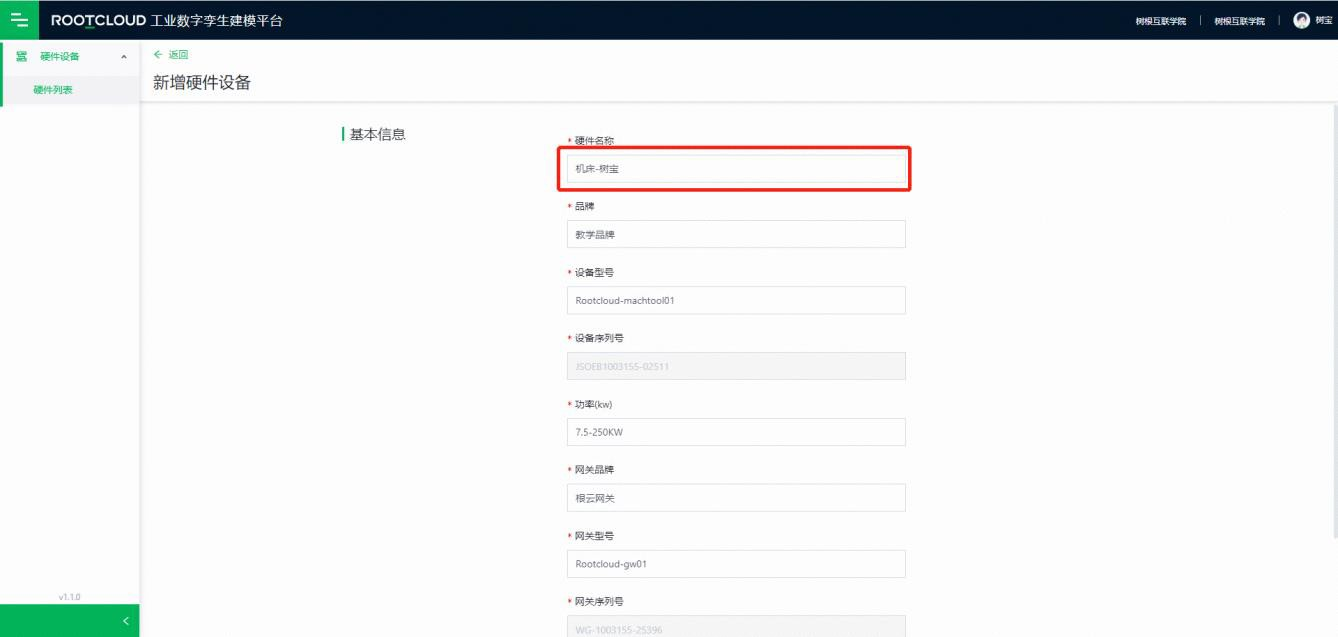 ROOTCLOUD 工业数字孪生建模平台
树根互联学院
树根互联学院
树宝
硬件设备
硬件列表
返回
新增硬件设备
基本信息
* 硬件名称
机床-树宝
* 品牌
教学品牌
* 设备型号
Rootcloud-machtool01
* 设备序列号
JSOEB1003155-02511
* 功率(kw)
7.5-250KW
* 网关品牌
根云网关
* 网关型号
Rootcloud-gw01
* 网关序列号
WG-1003155-25396
v1.1.0